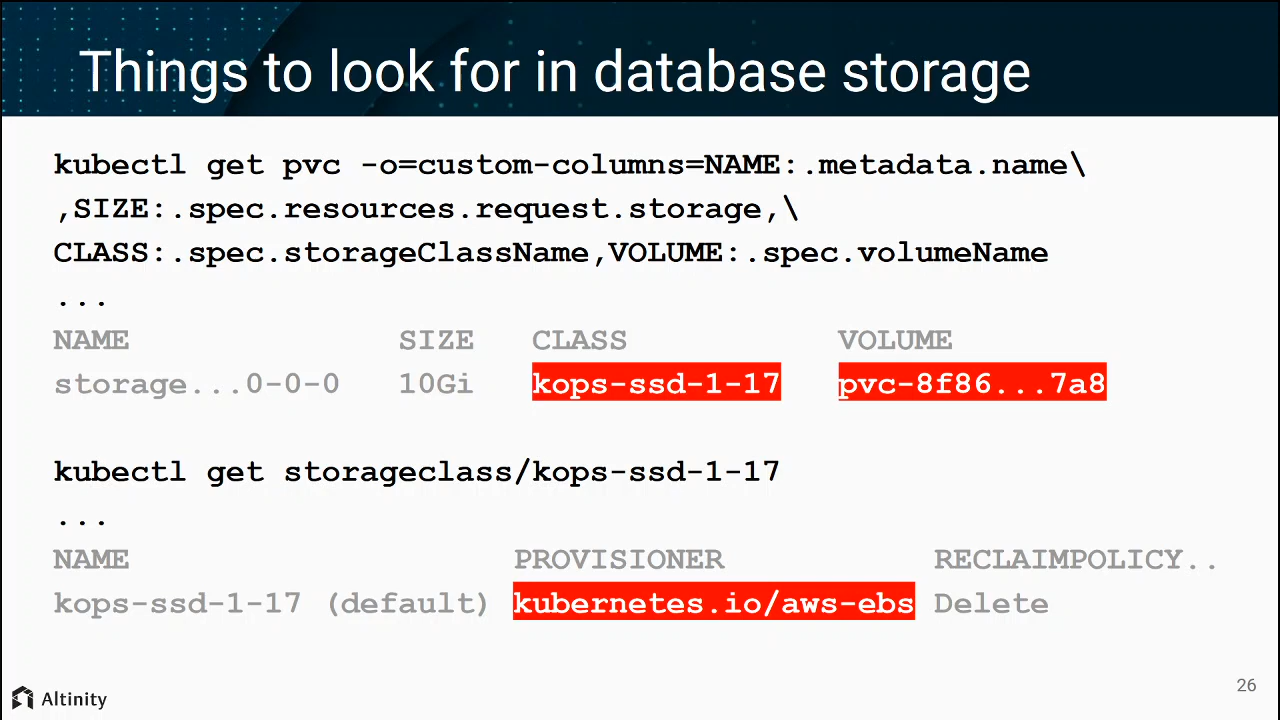 Things to look for in database storage
kubectl get pvc -o=custom-columns=NAME:.metadata.name\
,SIZE:.spec.resources.request.storage,\
CLASS:.spec.storageClassName,VOLUME:.spec.volumeName
...
NAME SIZE CLASS VOLUME
storage...0-0-0 10Gi kops-ssd-1-17 pvc-8f86...7a8
kubectl get storageclass/kops-ssd-1-17
...
NAME PROVISIONER RECLAIMPOLICY..
kops-ssd-1-17 (default) kubernetes.io/aws-ebs Delete
26
Altinity